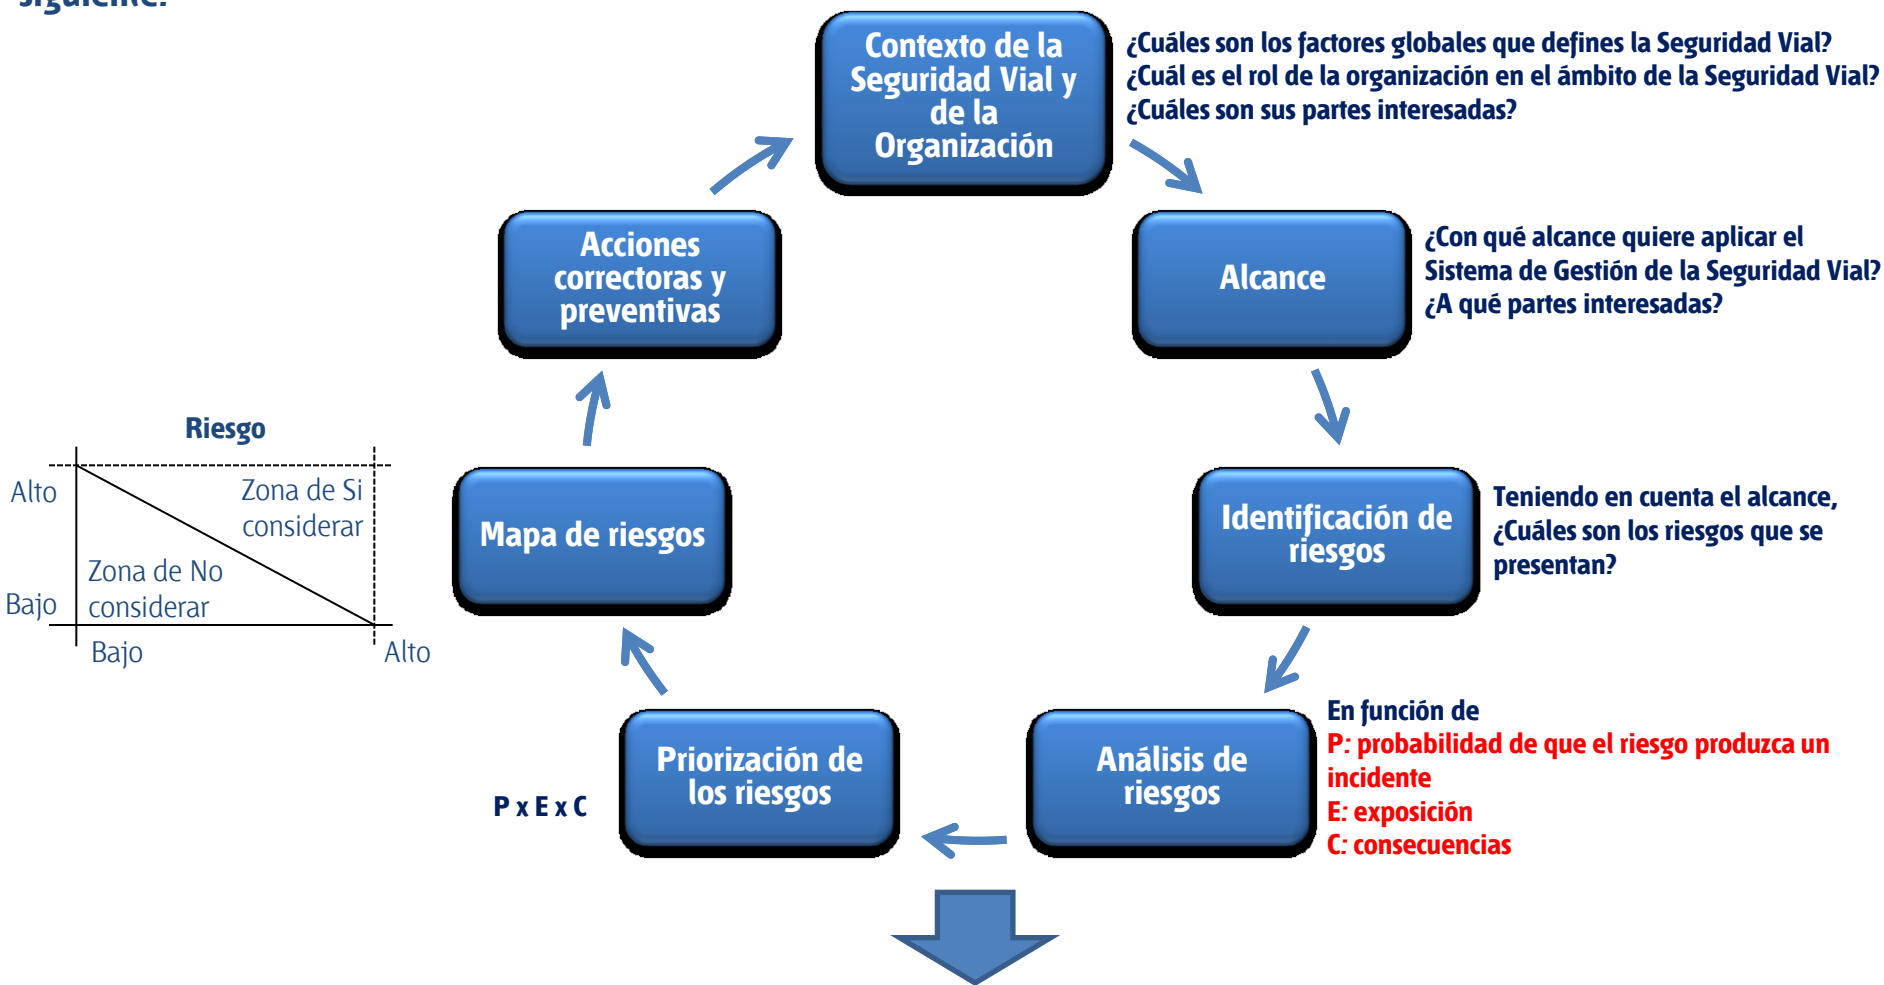 siguiente:
Contexto de la
Seguridad Vial y
de la
Organización
¿Cuáles son los factores globales que defines la Seguridad Vial?
¿Cuál es el rol de la organización en el ámbito de la Seguridad Vial?
¿Cuáles son sus partes interesadas?
Alcance
¿Con qué alcance quiere aplicar el
Sistema de Gestión de la Seguridad Vial?
¿A qué partes interesadas?
Identificación de
riesgos
Teniendo en cuenta el alcance,
¿Cuáles son los riesgos que se
presentan?
Análisis de
riesgos
En función de
P: probabilidad de que el riesgo produzca un
incidente
E: exposición
C: consecuencias
Priorización de
los riesgos
P x E x C
Mapa de riesgos
Riesgo
Alto
Zona de Si
considerar
Zona de No
considerar
Bajo
Bajo
Alto
Acciones
correctoras y
preventivas